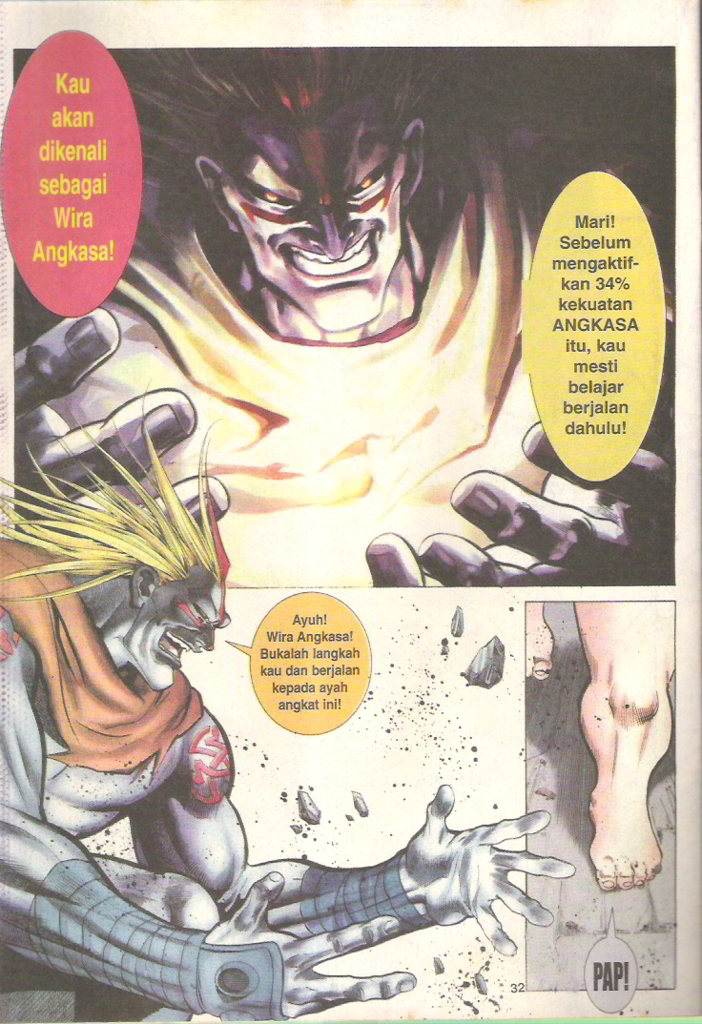 Kau
akan
dikenali
sebagai
Wira
Angkasa!
Mari!
Sebelum
mengaktif-
kan 34%
kekuatan
ANGKASA
itu, kau
mesti
belajar
berjalan
dahulu!
Ayuh!
Wira Angkasa!
Bukalah langkah
kau dan berjalan
kepada ayah
angkat ini!
PAP!
32